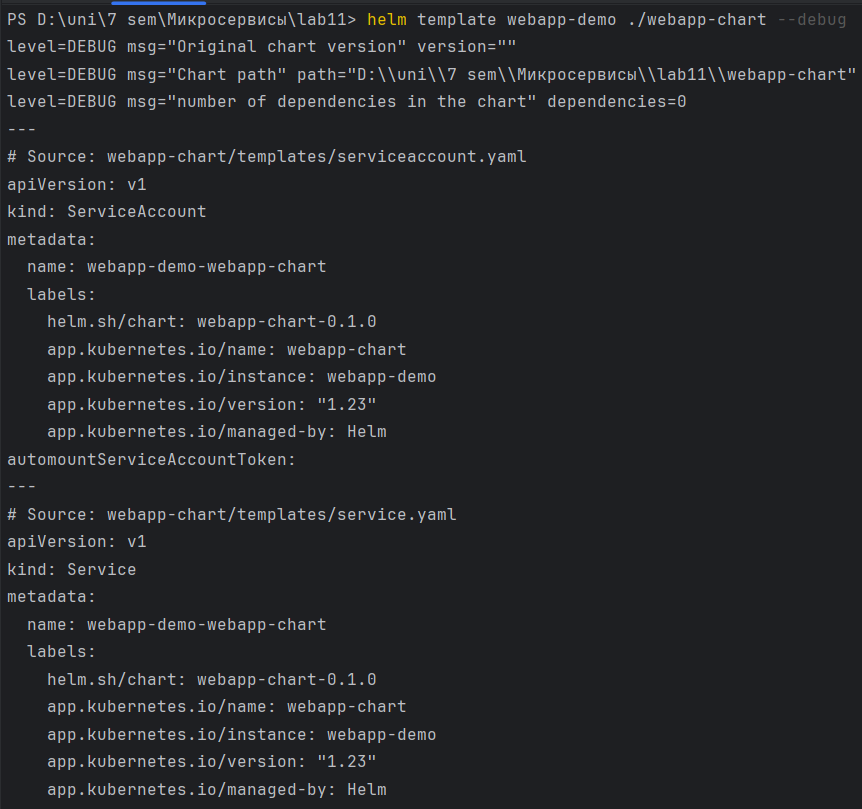 PS D:\uni\7 sem\Микросервисы\lab11> helm template webapp-demo ./webapp-chart --debug
level=DEBUG msg="Original chart version" version=""
level=DEBUG msg="Chart path" path="D:\\uni\\7 sem\\Микросервисы\\lab11\\webapp-chart"
level=DEBUG msg="number of dependencies in the chart" dependencies=0
---
# Source: webapp-chart/templates/serviceaccount.yaml
apiVersion: v1
kind: ServiceAccount
metadata:
  name: webapp-demo-webapp-chart
  labels:
    helm.sh/chart: webapp-chart-0.1.0
    app.kubernetes.io/name: webapp-chart
    app.kubernetes.io/instance: webapp-demo
    app.kubernetes.io/version: "1.23"
    app.kubernetes.io/managed-by: Helm
automountServiceAccountToken:
---
# Source: webapp-chart/templates/service.yaml
apiVersion: v1
kind: Service
metadata:
  name: webapp-demo-webapp-chart
  labels:
    helm.sh/chart: webapp-chart-0.1.0
    app.kubernetes.io/name: webapp-chart
    app.kubernetes.io/instance: webapp-demo
    app.kubernetes.io/version: "1.23"
    app.kubernetes.io/managed-by: Helm